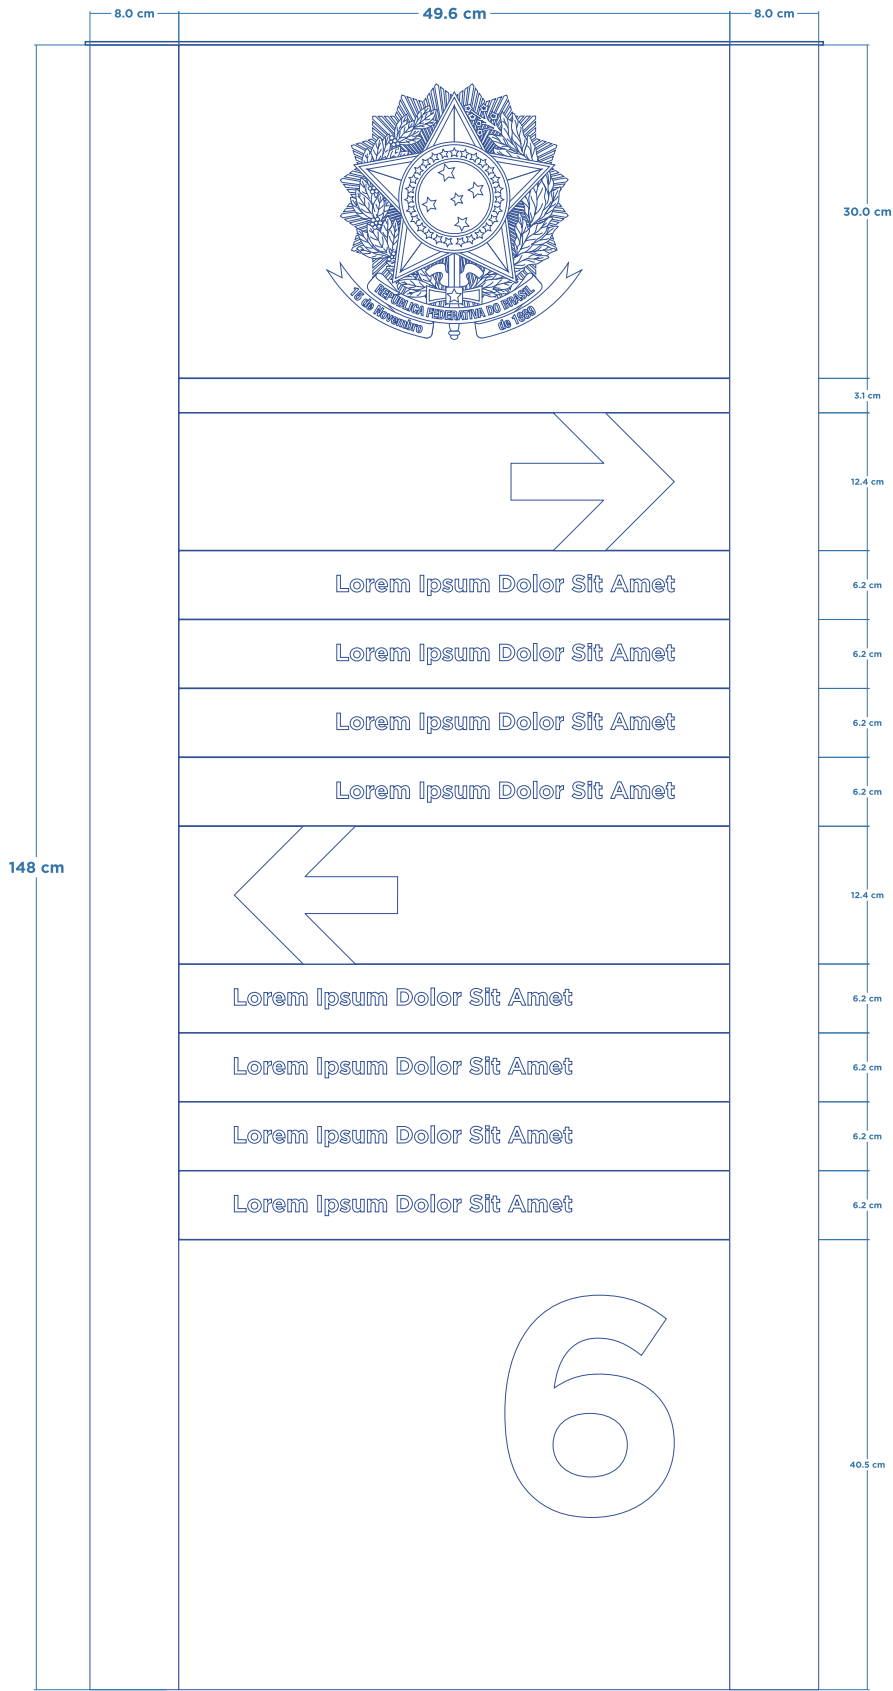 8.0 cm
49.6 cm
8.0 cm
30.0 cm
REPÚBLICA FEDERATIVA DO BRASIL
15 de Novembro
de 1889
3.1 cm
12.4 cm
Lorem Ipsum Dolor Sit Amet
6.2 cm
Lorem Ipsum Dolor Sit Amet
6.2 cm
Lorem Ipsum Dolor Sit Amet
6.2 cm
Lorem Ipsum Dolor Sit Amet
6.2 cm
148 cm
12.4 cm
Lorem Ipsum Dolor Sit Amet
6.2 cm
Lorem Ipsum Dolor Sit Amet
6.2 cm
Lorem Ipsum Dolor Sit Amet
6.2 cm
Lorem Ipsum Dolor Sit Amet
6.2 cm
6
40.5 cm